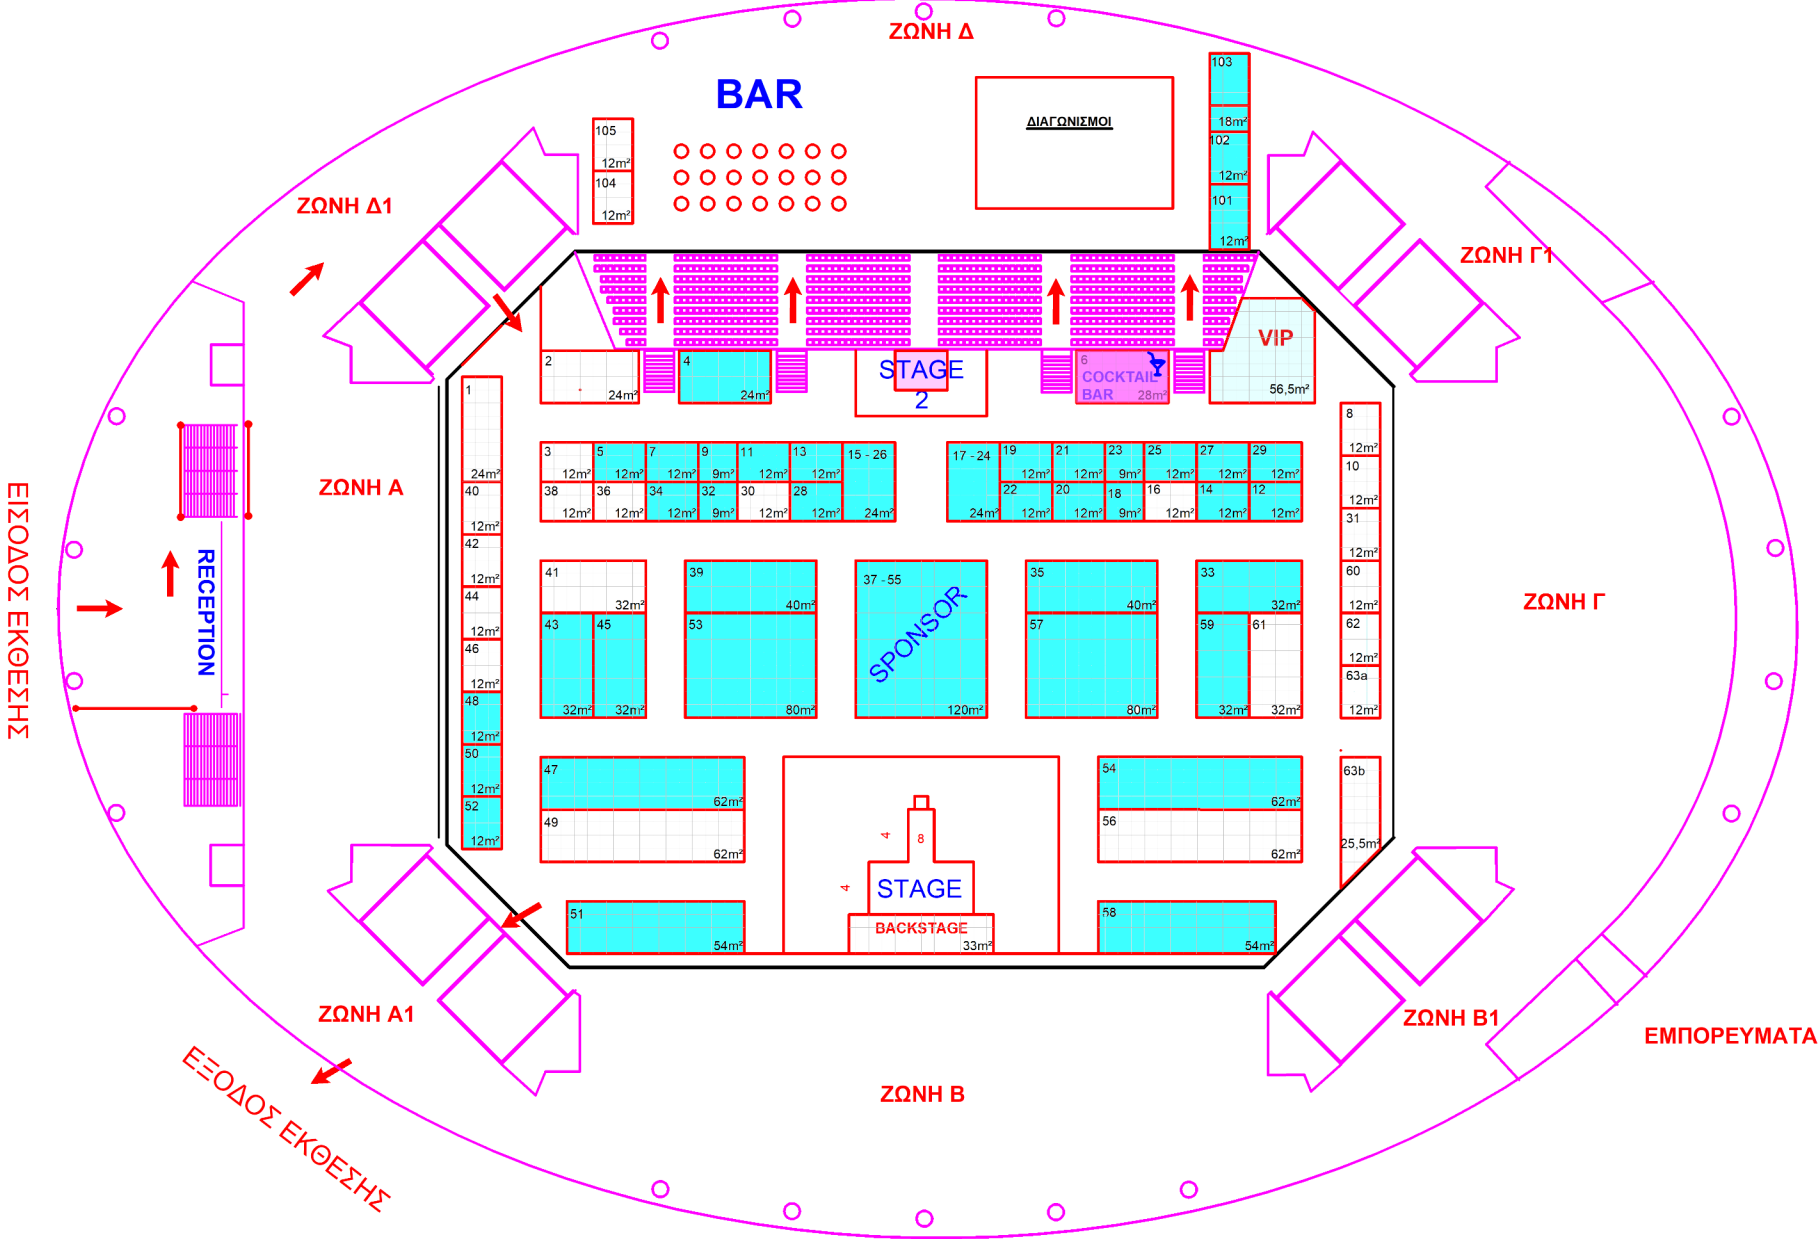 ΖΩΝΗ Δ
BAR
ΔΙΑΓΩΝΙΣΜΟΙ
103
18m²
102
12m²
101
12m²
105
12m²
104
12m²
ΖΩΝΗ Δ1
ΖΩΝΗ Γ1
2
24m²
4
24m²
STAGE
2
6
COCKTAIL
BAR
28m²
VIP
56,5m²
1
24m²
40
12m²
42
12m²
44
12m²
46
12m²
48
12m²
50
12m²
52
12m²
3
12m²
5
12m²
7
12m²
9
9m²
11
12m²
13
12m²
15 - 26
24m²
38
12m²
36
12m²
34
12m²
32
9m²
30
12m²
28
12m²
17 - 24
24m²
19
12m²
21
12m²
23
9m²
25
12m²
27
12m²
29
12m²
22
12m²
20
12m²
18
9m²
16
12m²
14
12m²
12
12m²
8
12m²
10
12m²
31
12m²
60
12m²
62
12m²
63a
12m²
63b
25,5m²
ΖΩΝΗ Α
ΕΙΣΟΔΟΣ ΕΚΘΕΣΗΣ
RECEPTION
41
32m²
43
32m²
45
32m²
39
40m²
53
80m²
37 - 55
SPONSOR
120m²
35
40m²
57
80m²
33
32m²
59
32m²
61
32m²
ΖΩΝΗ Γ
47
62m²
49
62m²
54
62m²
56
62m²
4
8
4
STAGE
BACKSTAGE
33m²
51
54m²
58
54m²
ΖΩΝΗ Α1
ΖΩΝΗ Β1
ΕΜΠΟΡΕΥΜΑΤΑ
ΕΞΟΔΟΣ ΕΚΘΕΣΗΣ
ΖΩΝΗ Β